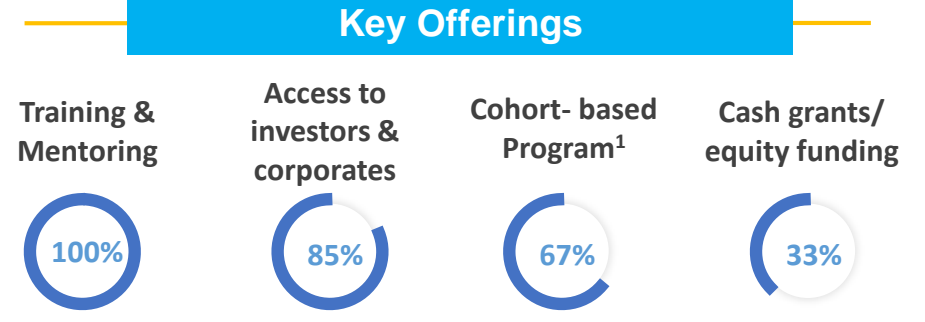 Key Offerings
Training &
Mentoring
100%
Access to
investors &
corporates
85%
Cohort- based
Program¹
67%
Cash grants/
equity funding
33%